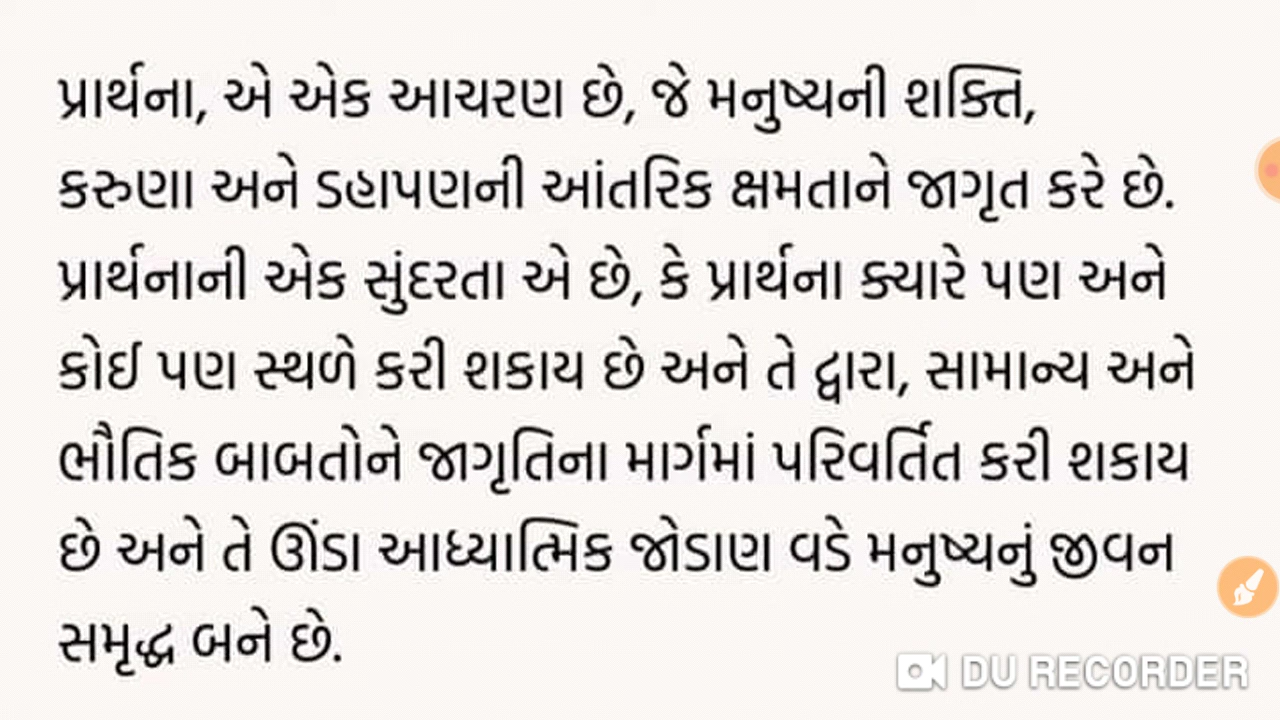 પ્રાર્થના, એ એક આચરણ છે, જે મનુષ્યની શક્તિ,
કરુણા અને ડહાપણની આંતરિક ક્ષમતાને જાગૃત કરે છે.
પ્રાર્થનાની એક સુંદરતા એ છે, કે પ્રાર્થના ક્યારે પણ અને
કોઈ પણ સ્થળે કરી શકાય છે અને તે દ્વારા, સામાન્ય અને
ભૌતિક બાબતોને જાગૃતિના માર્ગમાં પરિવર્તિત કરી શકાય
છે અને તે ઊંડા આધ્યાત્મિક જોડાણ વડે મનુષ્યનું જીવન
સમૃદ્ધ બને છે.
DU RECORDER